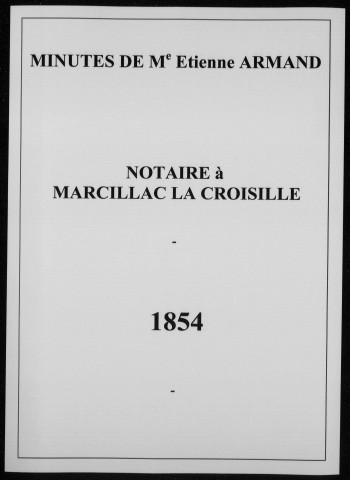 MINUTES DE Me Etienne ARMAND
NOTAIRE à
MARCILLAC LA CROISILLE
-
1854
-